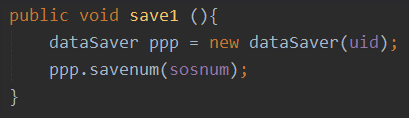 public void save1 (){
dataSaver ppp = new dataSaver(uid);
ppp.savenum(sosnum);
}